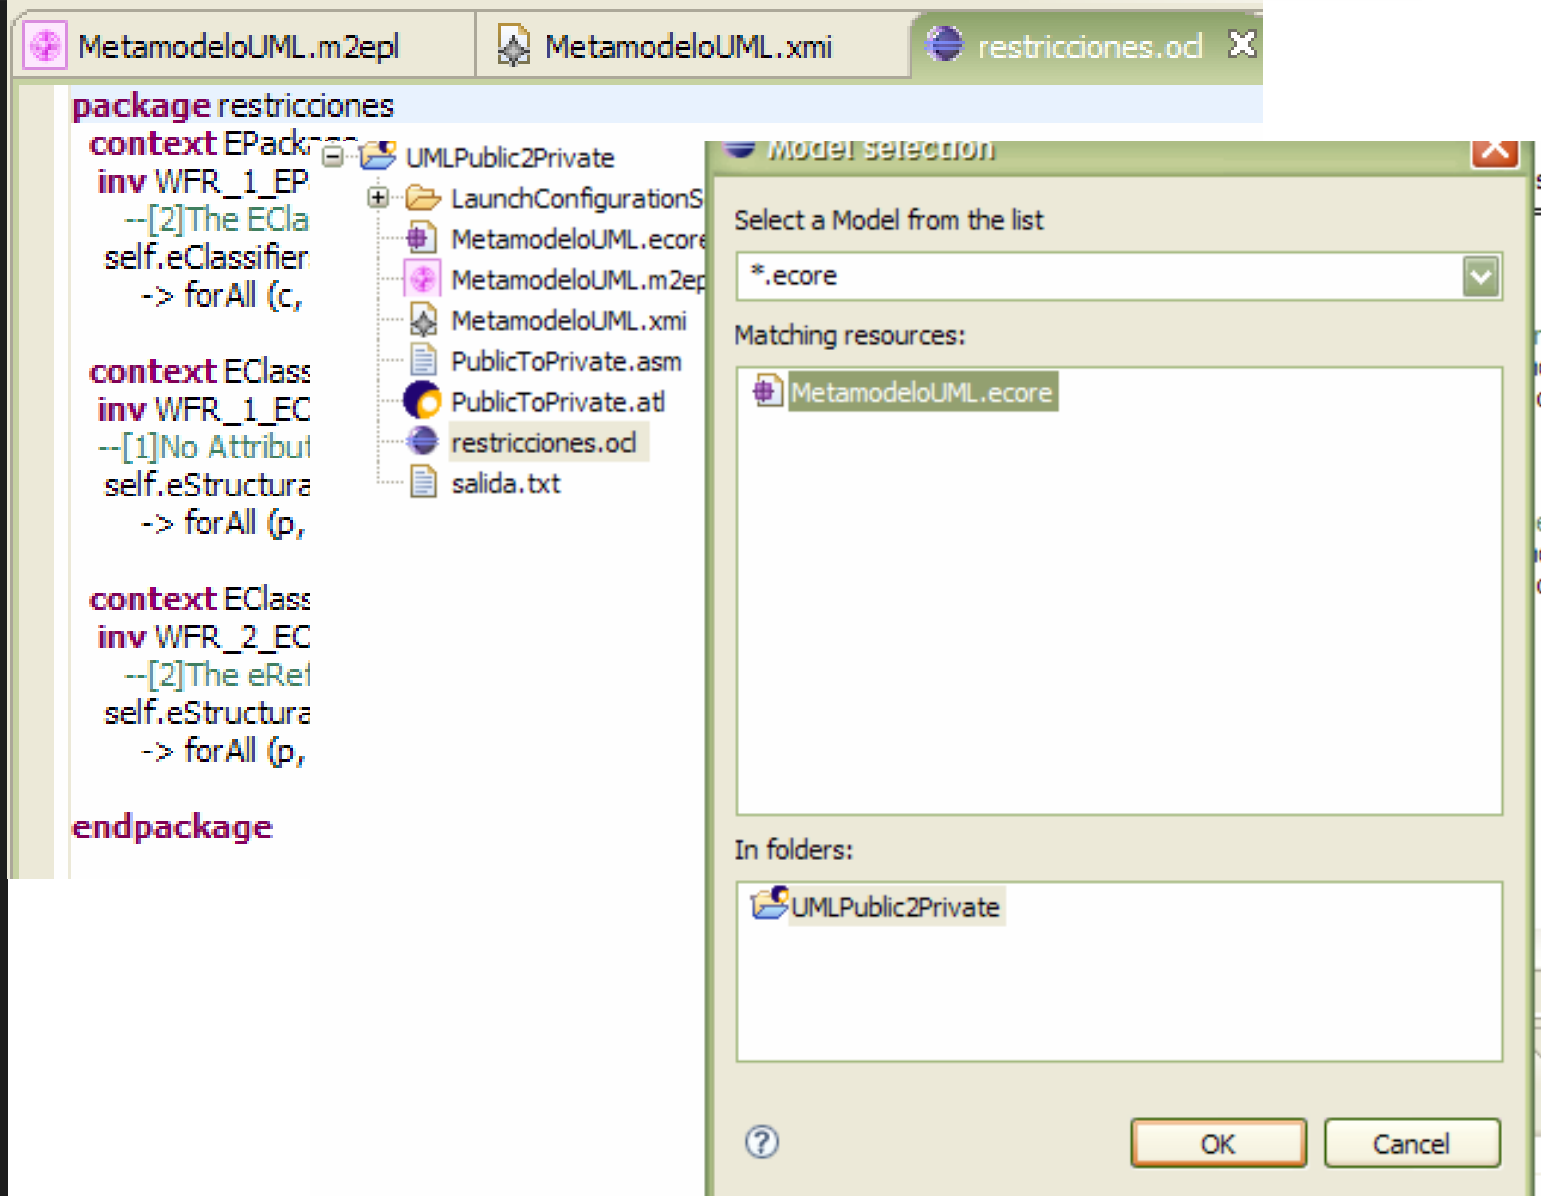 MetamodeloUML.m2epl
MetamodeloUML.xmi
restricciones.ocl
package restricciones
context EPackage
inv WFR_1_EP
--[2]The ECla
self.eClassifier
-> forAll (c,
context EClass
inv WFR_1_EC
--[1]No Attribut
self.eStructura
-> forAll (p,
context EClass
inv WFR_2_EC
--[2]The eRef
self.eStructura
-> forAll (p,
endpackage
UMLPublic2Private
LaunchConfigurationS
MetamodeloUML.ecore
MetamodeloUML.m2ep
MetamodeloUML.xmi
PublicToPrivate.asm
PublicToPrivate.atl
restricciones.ocl
salida.txt
Model selection
Select a Model from the list
*.ecore
Matching resources:
MetamodeloUML.ecore
In folders:
UMLPublic2Private
OK
Cancel